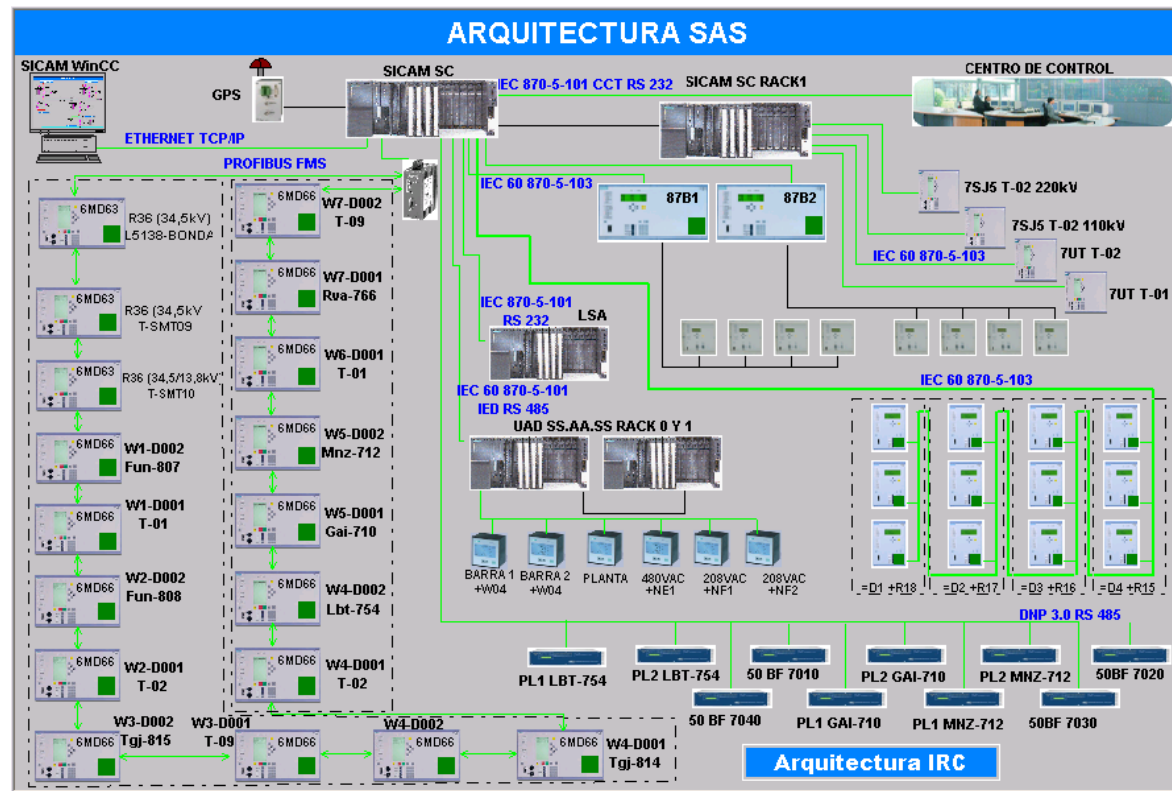 ARQUITECTURA SAS
SICAM WinCC
GPS
SICAM SC
IEC 870-5-101 CCT RS 232
SICAM SC RACK1
CENTRO DE CONTROL
ETHERNET TCP/IP
PROFIBUS FMS
IEC 60 870-5-103
87B1
87B2
7SJ5 T-02 220kV
7SJ5 T-02 110kV
7UT T-02
IEC 60 870-5-103
7UT T-01
6MD63
R36 (34,5kV)
L5138-BONDA
6MD66
W7-D002
T-09
6MD63
R36 (34,5kV
T-SMT09
6MD66
W7-D001
Rva-766
6MD63
R36 (34,5/13,8kV
T-SMT10
6MD66
W6-D001
T-01
6MD66
W1-D002
Fun-807
6MD66
W5-D002
Mnz-712
6MD66
W1-D001
T-01
6MD66
W5-D001
Gai-710
6MD66
W2-D002
Fun-808
6MD66
W4-D002
Lbt-754
6MD66
W2-D001
T-02
6MD66
W4-D001
T-02
6MD66
W3-D002
Tgj-815
W3-D001
T-09
6MD66
W4-D002
6MD66
6MD66
W4-D001
Tgj-814
IEC 870-5-101
RS 232
LSA
IEC 60 870-5-101
IED RS 485
UAD SS.AA.SS RACK 0 Y 1
BARRA 1
+W04
BARRA 2
+W04
PLANTA
480VAC
+NE1
208VAC
+NF1
208VAC
+NF2
IEC 60 870-5-103
=D1 +R18
=D2 +R17
=D3 +R16
=D4 +R15
DNP 3.0 RS 485
PL1 LBT-754
PL2 LBT-754
50 BF 7010
PL2 GAI-710
PL2 MNZ-712
50BF 7020
50 BF 7040
PL1 GAI-710
PL1 MNZ-712
50BF 7030
Arquitectura IRC